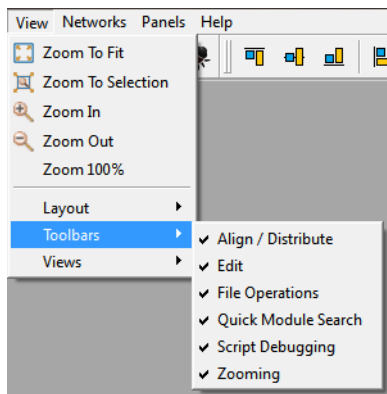 View Networks Panels Help
Zoom To Fit
Zoom To Selection
Zoom In
Zoom Out
Zoom 100%
Layout
Toolbars
Views
Align / Distribute
Edit
File Operations
Quick Module Search
Script Debugging
Zooming